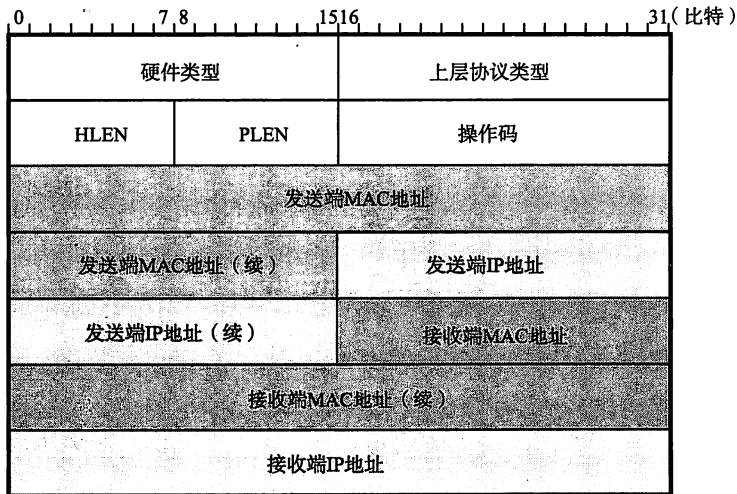 0 7 8 15 16 31（比特）
硬件类型 上层协议类型
HLEN PLEN 操作码
发送端MAC地址
发送端MAC地址（续） 发送端IP地址
发送端IP地址（续） 接收端MAC地址
接收端MAC地址（续）
接收端IP地址